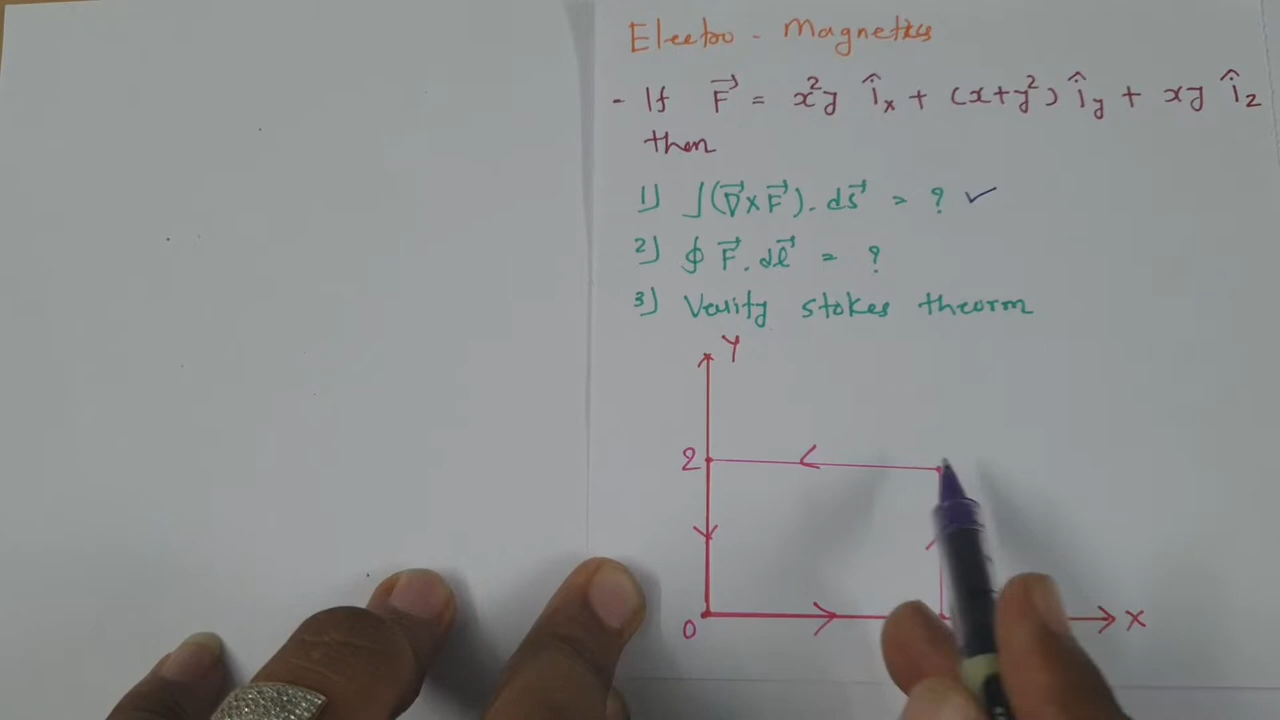 Electro - Magnetics
- If F⃗ = x²y î_x + (x+y²) î_y + xy î_z
then
1) ∫(∇⃗×F⃗). ds⃗ = ? ✓
2) ∮ F⃗. dl⃗ = ?
3) Verify stokes theorm
Y
2
0
X